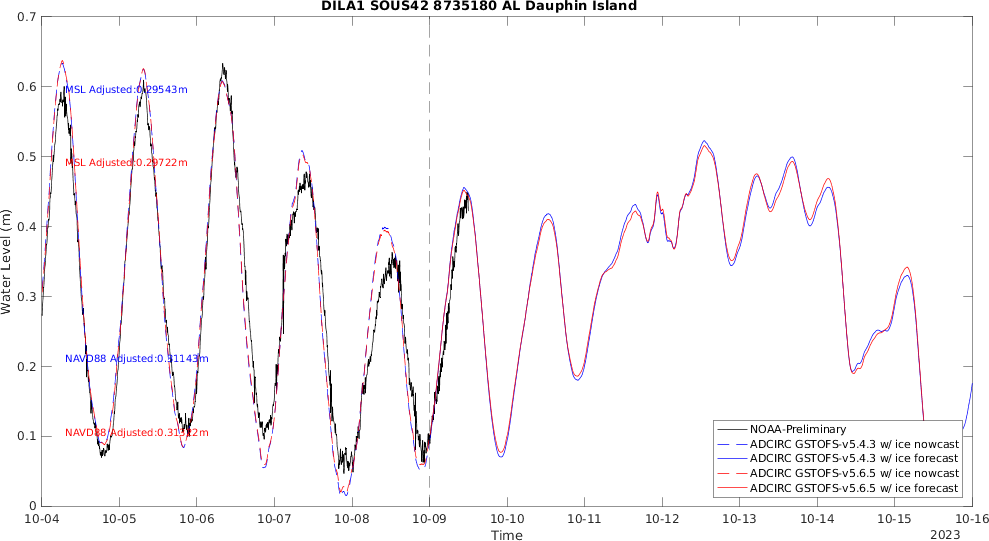 DILA1 SOUS42 8735180 AL Dauphin Island
0.7
0.6
0.5
0.4
0.3
0.2
0.1
0
Water Level (m)
MSL Adjusted:0.29543m
MSL Adjusted:0.29722m
NAVD88 Adjusted:0.31143m
NAVD88 Adjusted:0.31322m
NOAA-Preliminary
ADCIRC GSTOFS-v5.4.3 w/ ice nowcast
ADCIRC GSTOFS-v5.4.3 w/ ice forecast
ADCIRC GSTOFS-v5.6.5 w/ ice nowcast
ADCIRC GSTOFS-v5.6.5 w/ ice forecast
10-04 10-05 10-06 10-07 10-08 10-09 10-10 10-11 10-12 10-13 10-14 10-15 10-16
Time
2023